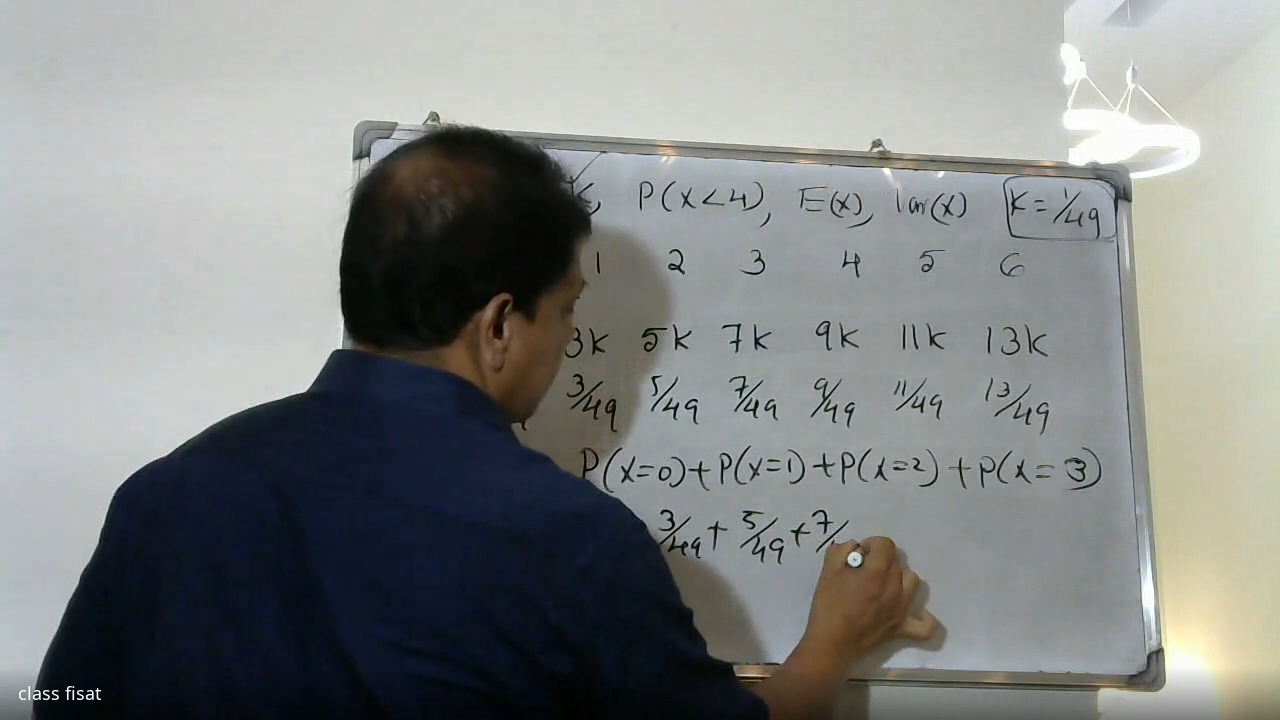 K, P(X<4), E(X), Var(X) K = 1/49
1 2 3 4 5 6
3K 5K 7K 9K 11K 13K
3/49 5/49 7/49 9/49 11/49 13/49
P(X=0)+P(X=1)+P(X=2)+P(X=3)
3/49 + 5/49 + 7/
class fisat